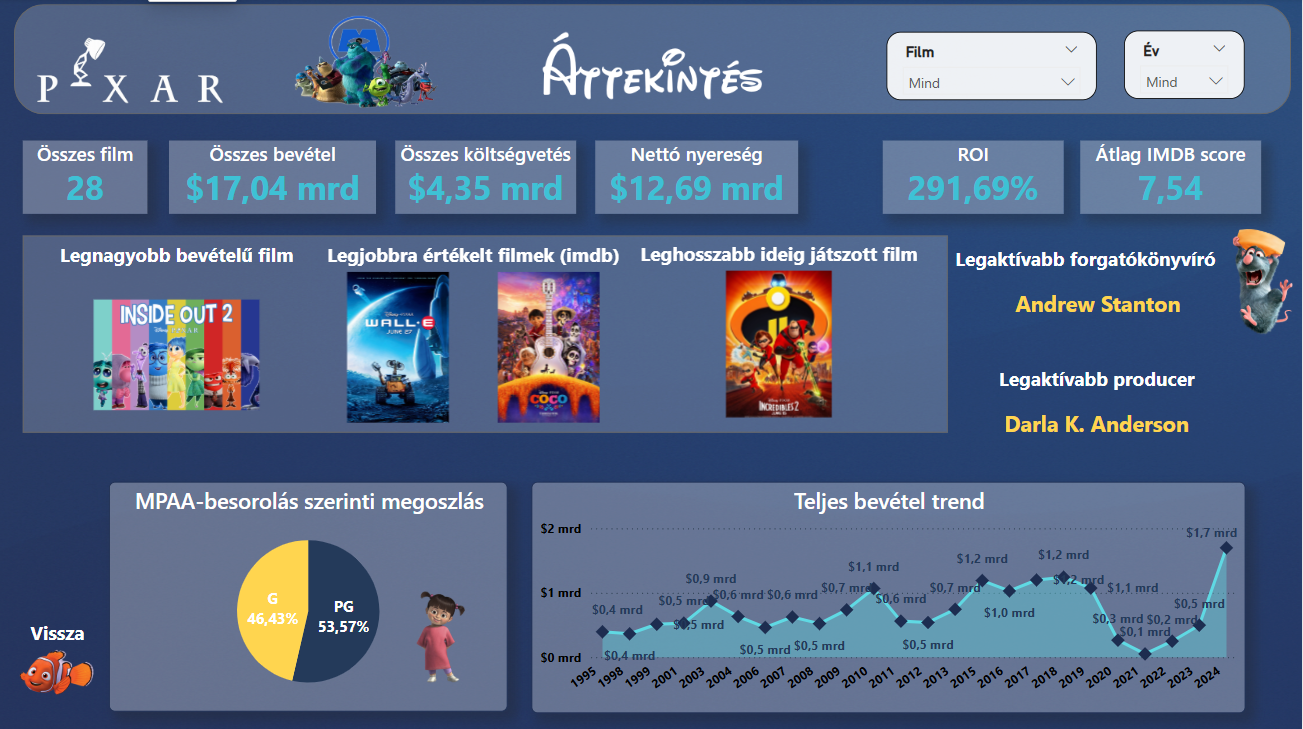 PIXAR
Áttekintés
Film
Mind
Év
Mind
Összes film
28
Összes bevétel
$17,04 mrd
Összes költségvetés
$4,35 mrd
Nettó nyereség
$12,69 mrd
ROI
291,69%
Átlag IMDB score
7,54
Legnagyobb bevételű film
INSIDE OUT 2
Legjobbra értékelt filmek (imdb)
WALL·E
JUNE 27
COCO
Leghosszabb ideig játszott film
INCREDIBLES 2
Legaktívabb forgatókönyvíró
Andrew Stanton
Legaktívabb producer
Darla K. Anderson
MPAA-besorolás szerinti megoszlás
G
46,43%
PG
53,57%
Vissza
Teljes bevétel trend
$2 mrd
$1 mrd
$0 mrd
$0,4 mrd
$0,4 mrd
$0,5 mrd
$0,5 mrd
$0,9 mrd
$0,6 mrd
$0,5 mrd
$0,6 mrd
$0,5 mrd
$0,7 mrd
$1,1 mrd
$0,6 mrd
$0,5 mrd
$0,7 mrd
$1,2 mrd
$1,0 mrd
$1,2 mrd
$1,2 mrd
$1,1 mrd
$0,3 mrd
$0,1 mrd
$0,2 mrd
$0,5 mrd
$1,7 mrd
1995
1998
1999
2001
2003
2004
2006
2007
2008
2009
2010
2011
2012
2013
2015
2016
2017
2018
2019
2020
2021
2022
2023
2024